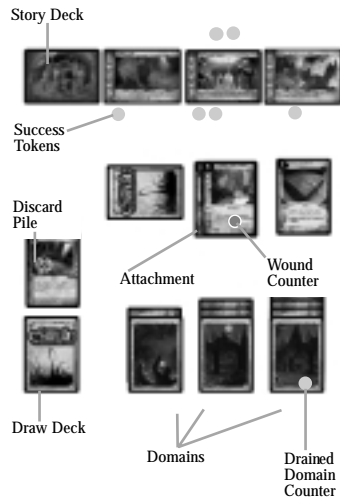 Story Deck
Success
Tokens
Discard
Pile
Attachment
Wound
Counter
Draw Deck
Domains
Drained
Domain
Counter